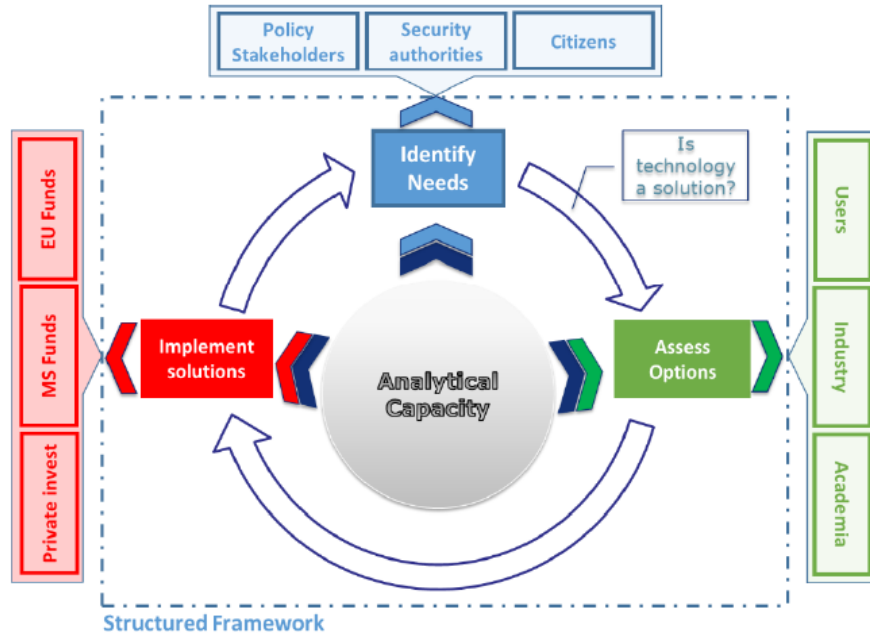 Policy
Stakeholders
Security
authorities
Citizens
Identify
Needs
Is
technology
a solution?
EU Funds
MS Funds
Private invest
Implement
solutions
Analytical
Capacity
Assess
Options
Users
Industry
Academia
Structured Framework